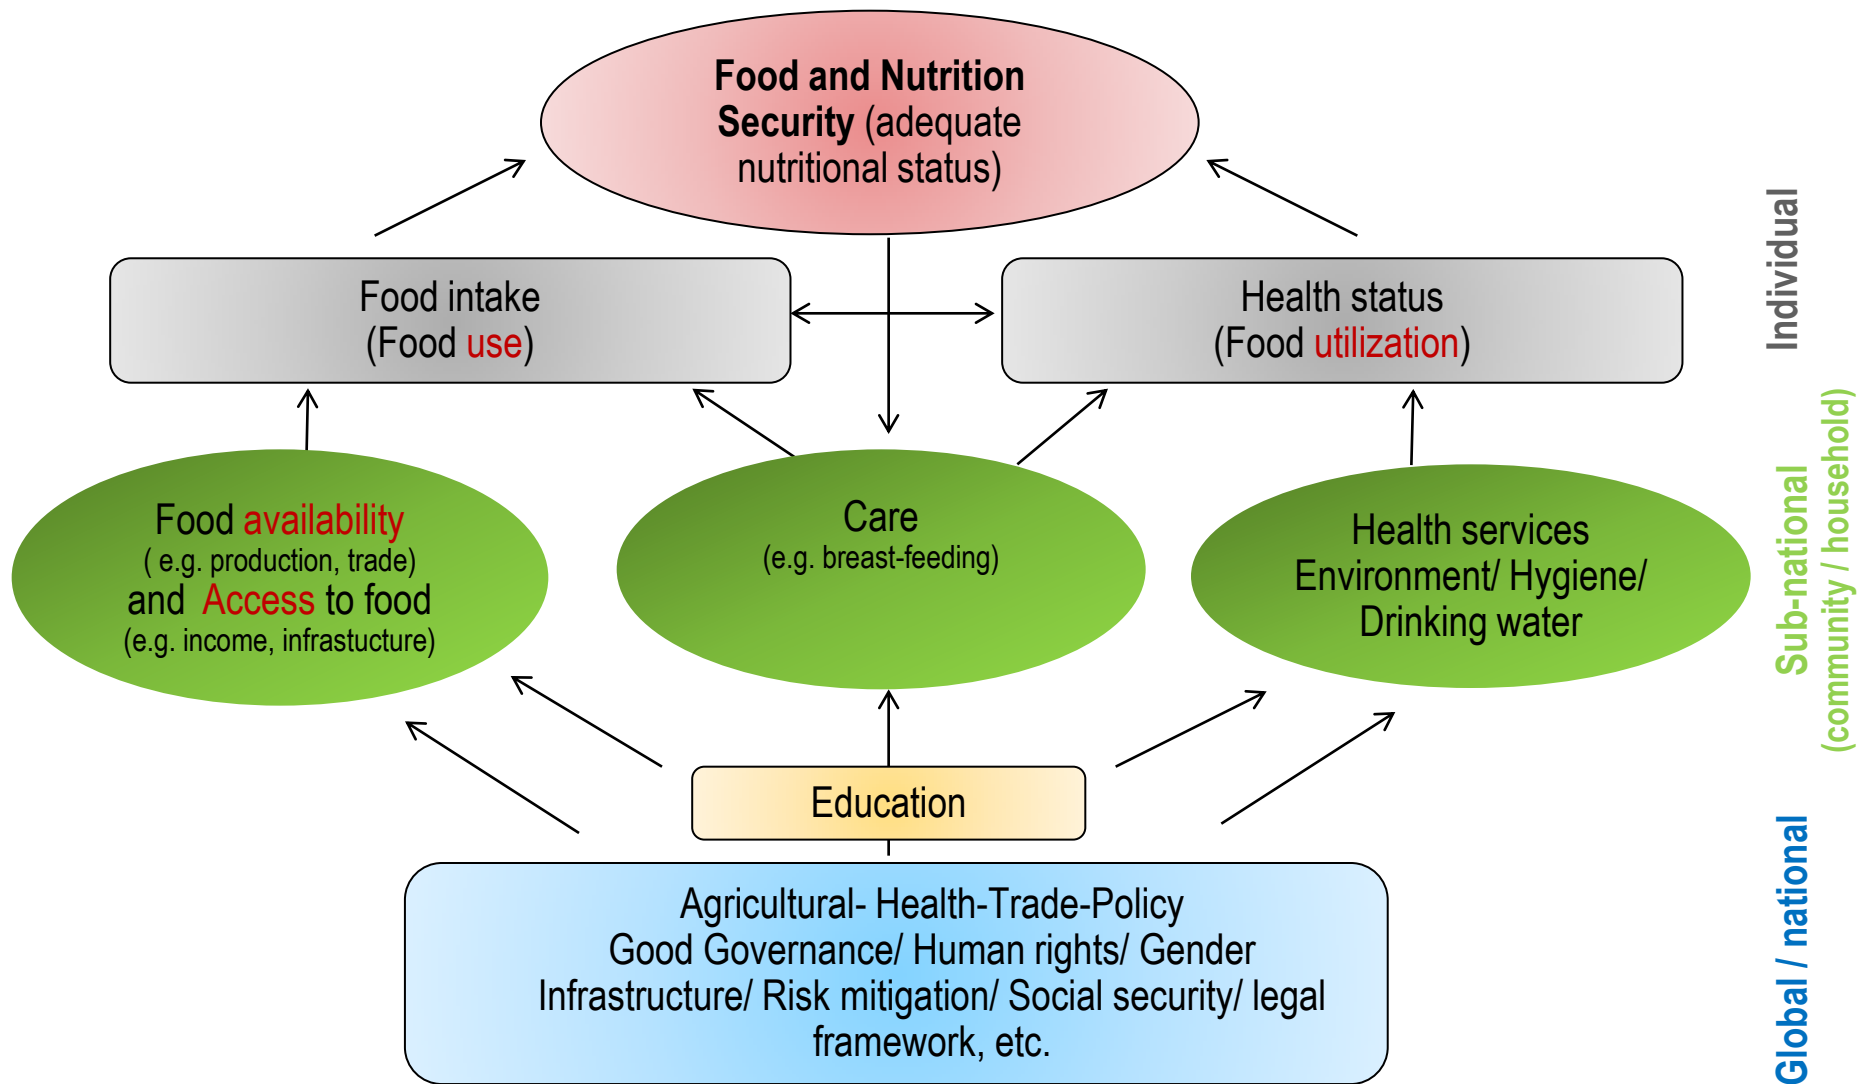 Food and Nutrition
Security (adequate
nutritional status)
Individual
Food intake
(Food use)
Health status
(Food utilization)
Sub-national
(community / household)
Food availability
( e.g. production, trade)
and Access to food
(e.g. income, infrastucture)
Care
(e.g. breast-feeding)
Health services
Environment/ Hygiene/
Drinking water
Education
Global / national
Agricultural- Health-Trade-Policy
Good Governance/ Human rights/ Gender
Infrastructure/ Risk mitigation/ Social security/ legal
framework, etc.